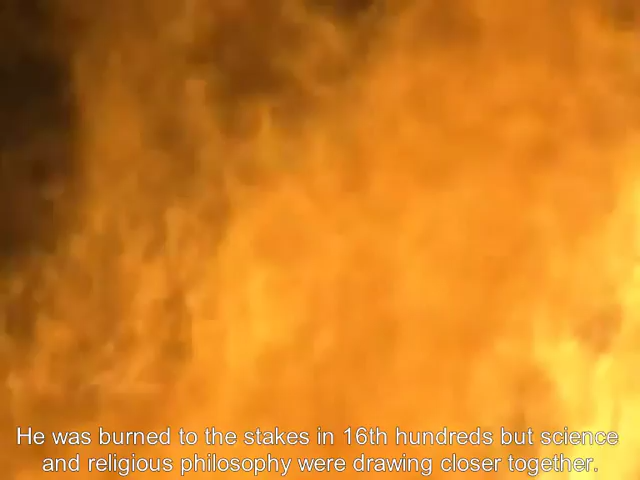 He was burned to the stakes in 16th hundreds but science
and religious philosophy were drawing closer together.